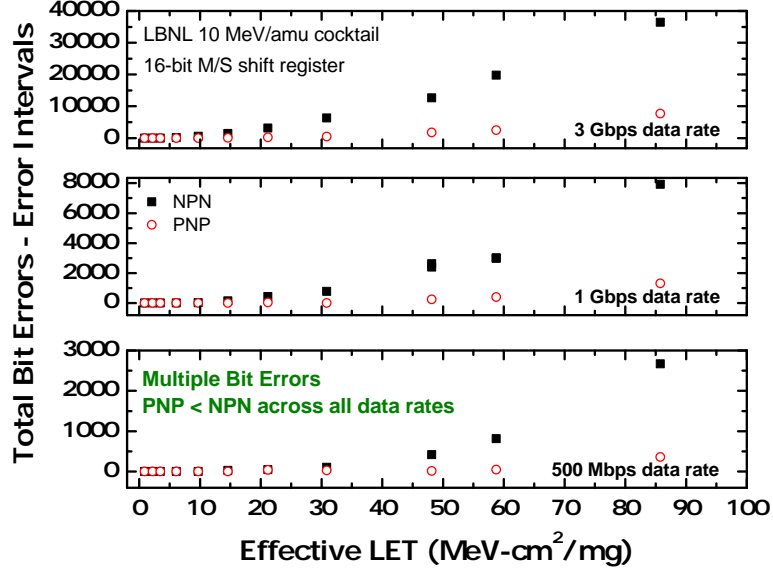 Total Bit Errors - Error Intervals
40000
30000
20000
10000
0
LBNL 10 MeV/amu cocktail
16-bit M/S shift register
3 Gbps data rate
8000
6000
4000
2000
0
NPN
PNP
1 Gbps data rate
3000
2000
1000
0
Multiple Bit Errors
PNP < NPN across all data rates
500 Mbps data rate
0 10 20 30 40 50 60 70 80 90 100
Effective LET (MeV-cm²/mg)